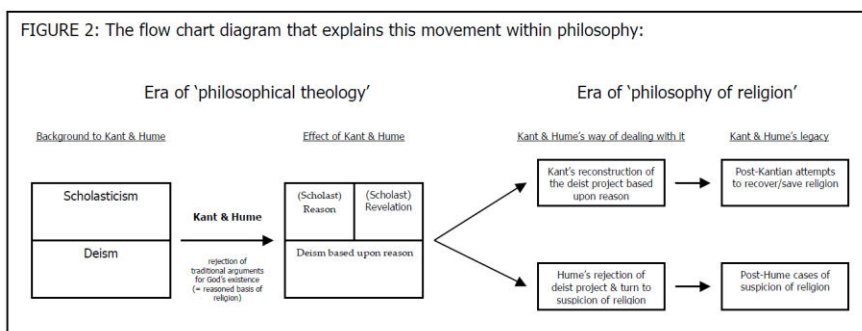 FIGURE 2: The flow chart diagram that explains this movement within philosophy:
Era of ‘philosophical theology’
Era of ‘philosophy of religion’
Background to Kant & Hume
Effect of Kant & Hume
Kant & Hume’s way of dealing with it
Kant & Hume’s legacy
Scholasticism
Deism
Kant & Hume
rejection of
traditional arguments
for God’s existence
(= reasoned basis of
religion)
(Scholast)
Reason
(Scholast)
Revelation
Deism based upon reason
Kant’s reconstruction of
the deist project based
upon reason
Post-Kantian attempts
to recover/save religion
Hume’s rejection of
deist project & turn to
suspicion of religion
Post-Hume cases of
suspicion of religion